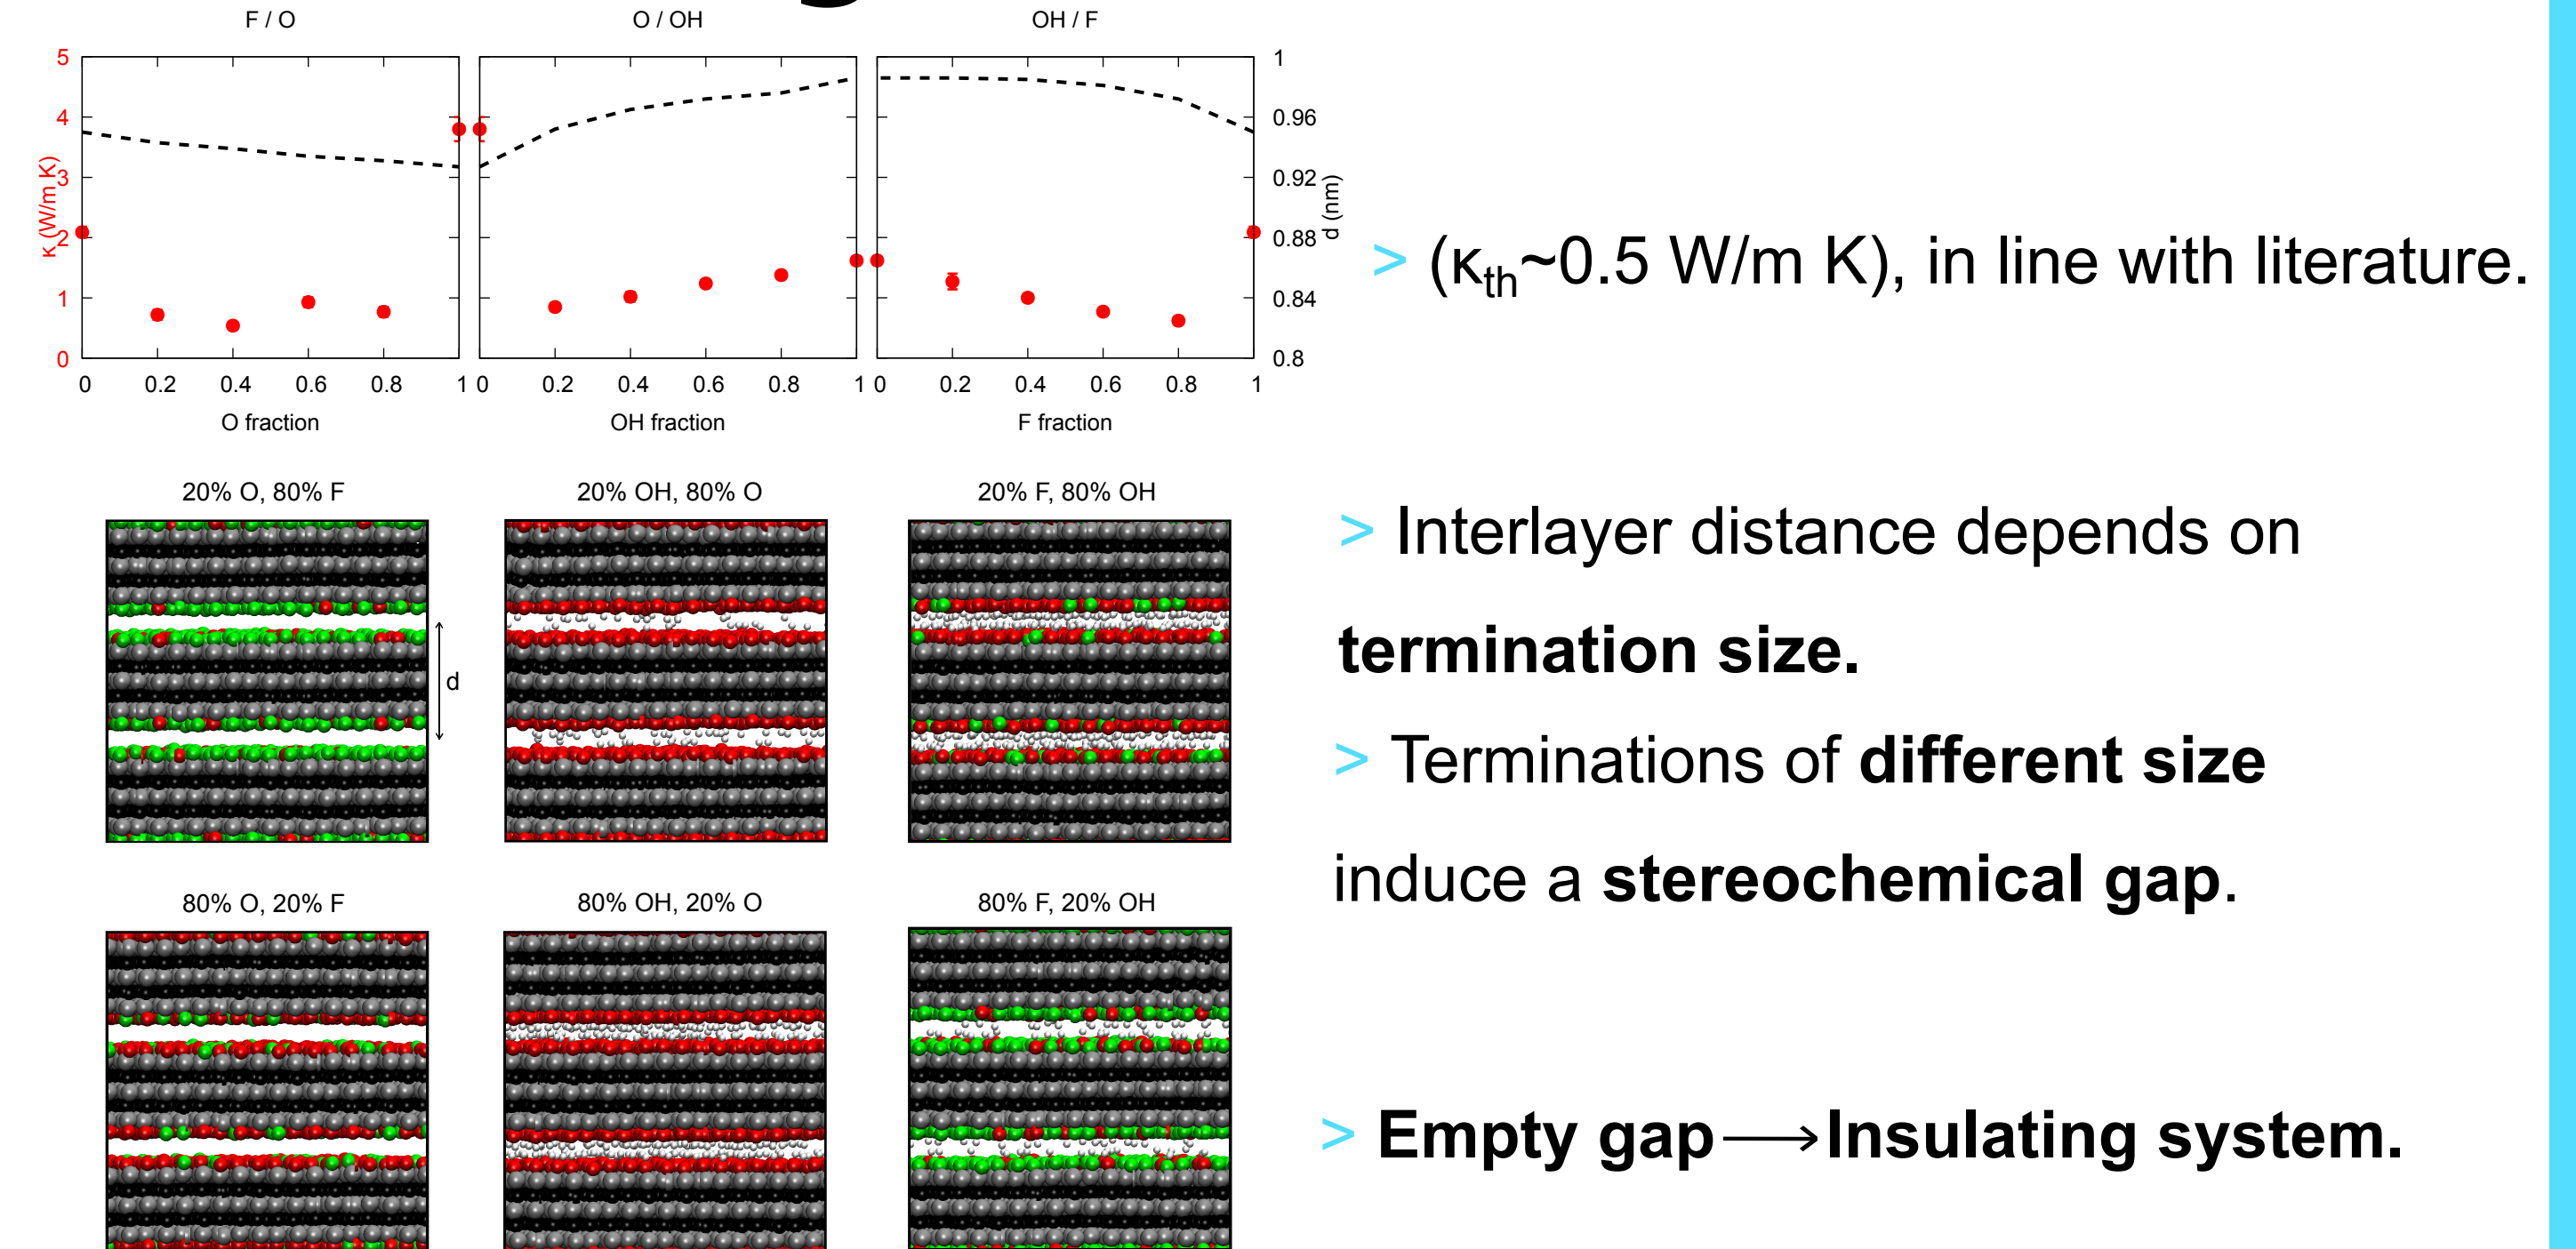 F / O
O / OH
OH / F
5
4
3
2
1
0
κ (W/m K)
1
0.96
0.92
0.88
0.84
0.8
d (nm)
0 0.2 0.4 0.6 0.8 1
0 0.2 0.4 0.6 0.8 1
0 0.2 0.4 0.6 0.8 1
O fraction
OH fraction
F fraction
> (κth~0.5 W/m K), in line with literature.
20% O, 80% F
20% OH, 80% O
20% F, 80% OH
d
> Interlayer distance depends on
termination size.
> Terminations of different size
induce a stereochemical gap.
80% O, 20% F
80% OH, 20% O
80% F, 20% OH
> Empty gap⟶Insulating system.